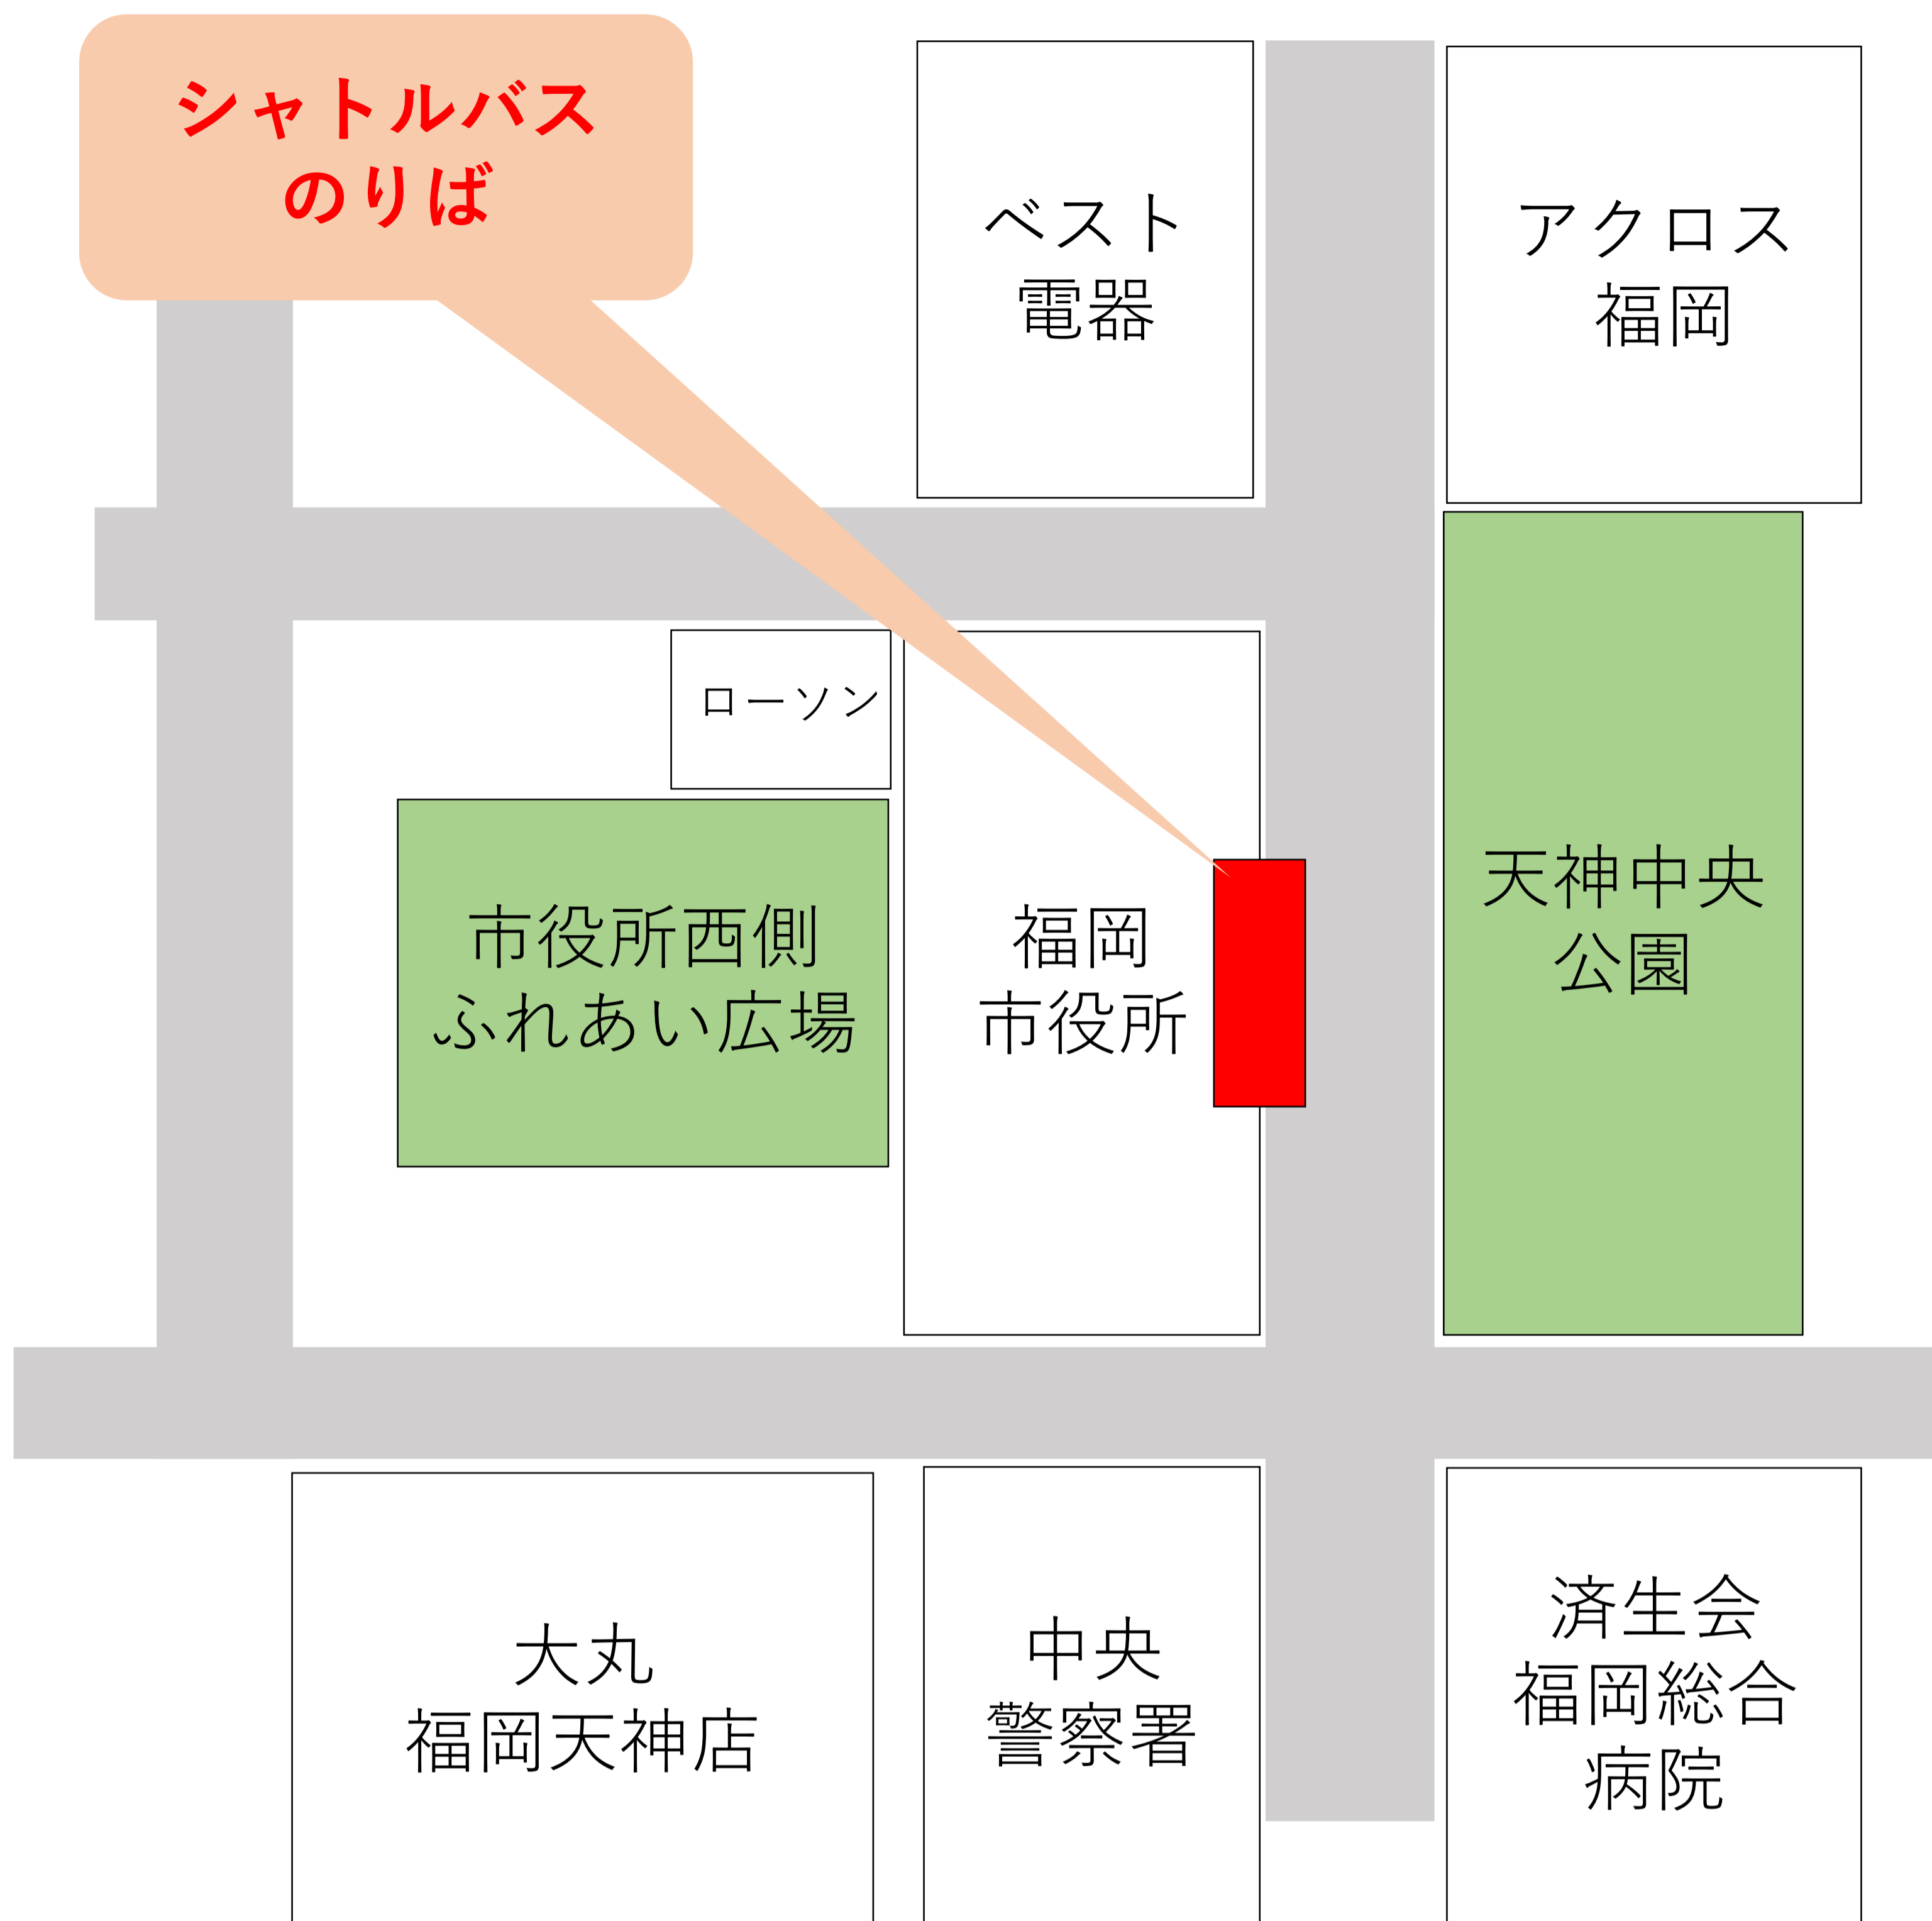 シャトルバス
のりば
ベスト
電器
アクロス
福岡
ローソン
市役所西側
ふれあい広場
福岡
市役所
天神中央
公園
大丸
福岡天神店
中央
警察署
済生会
福岡総合
病院